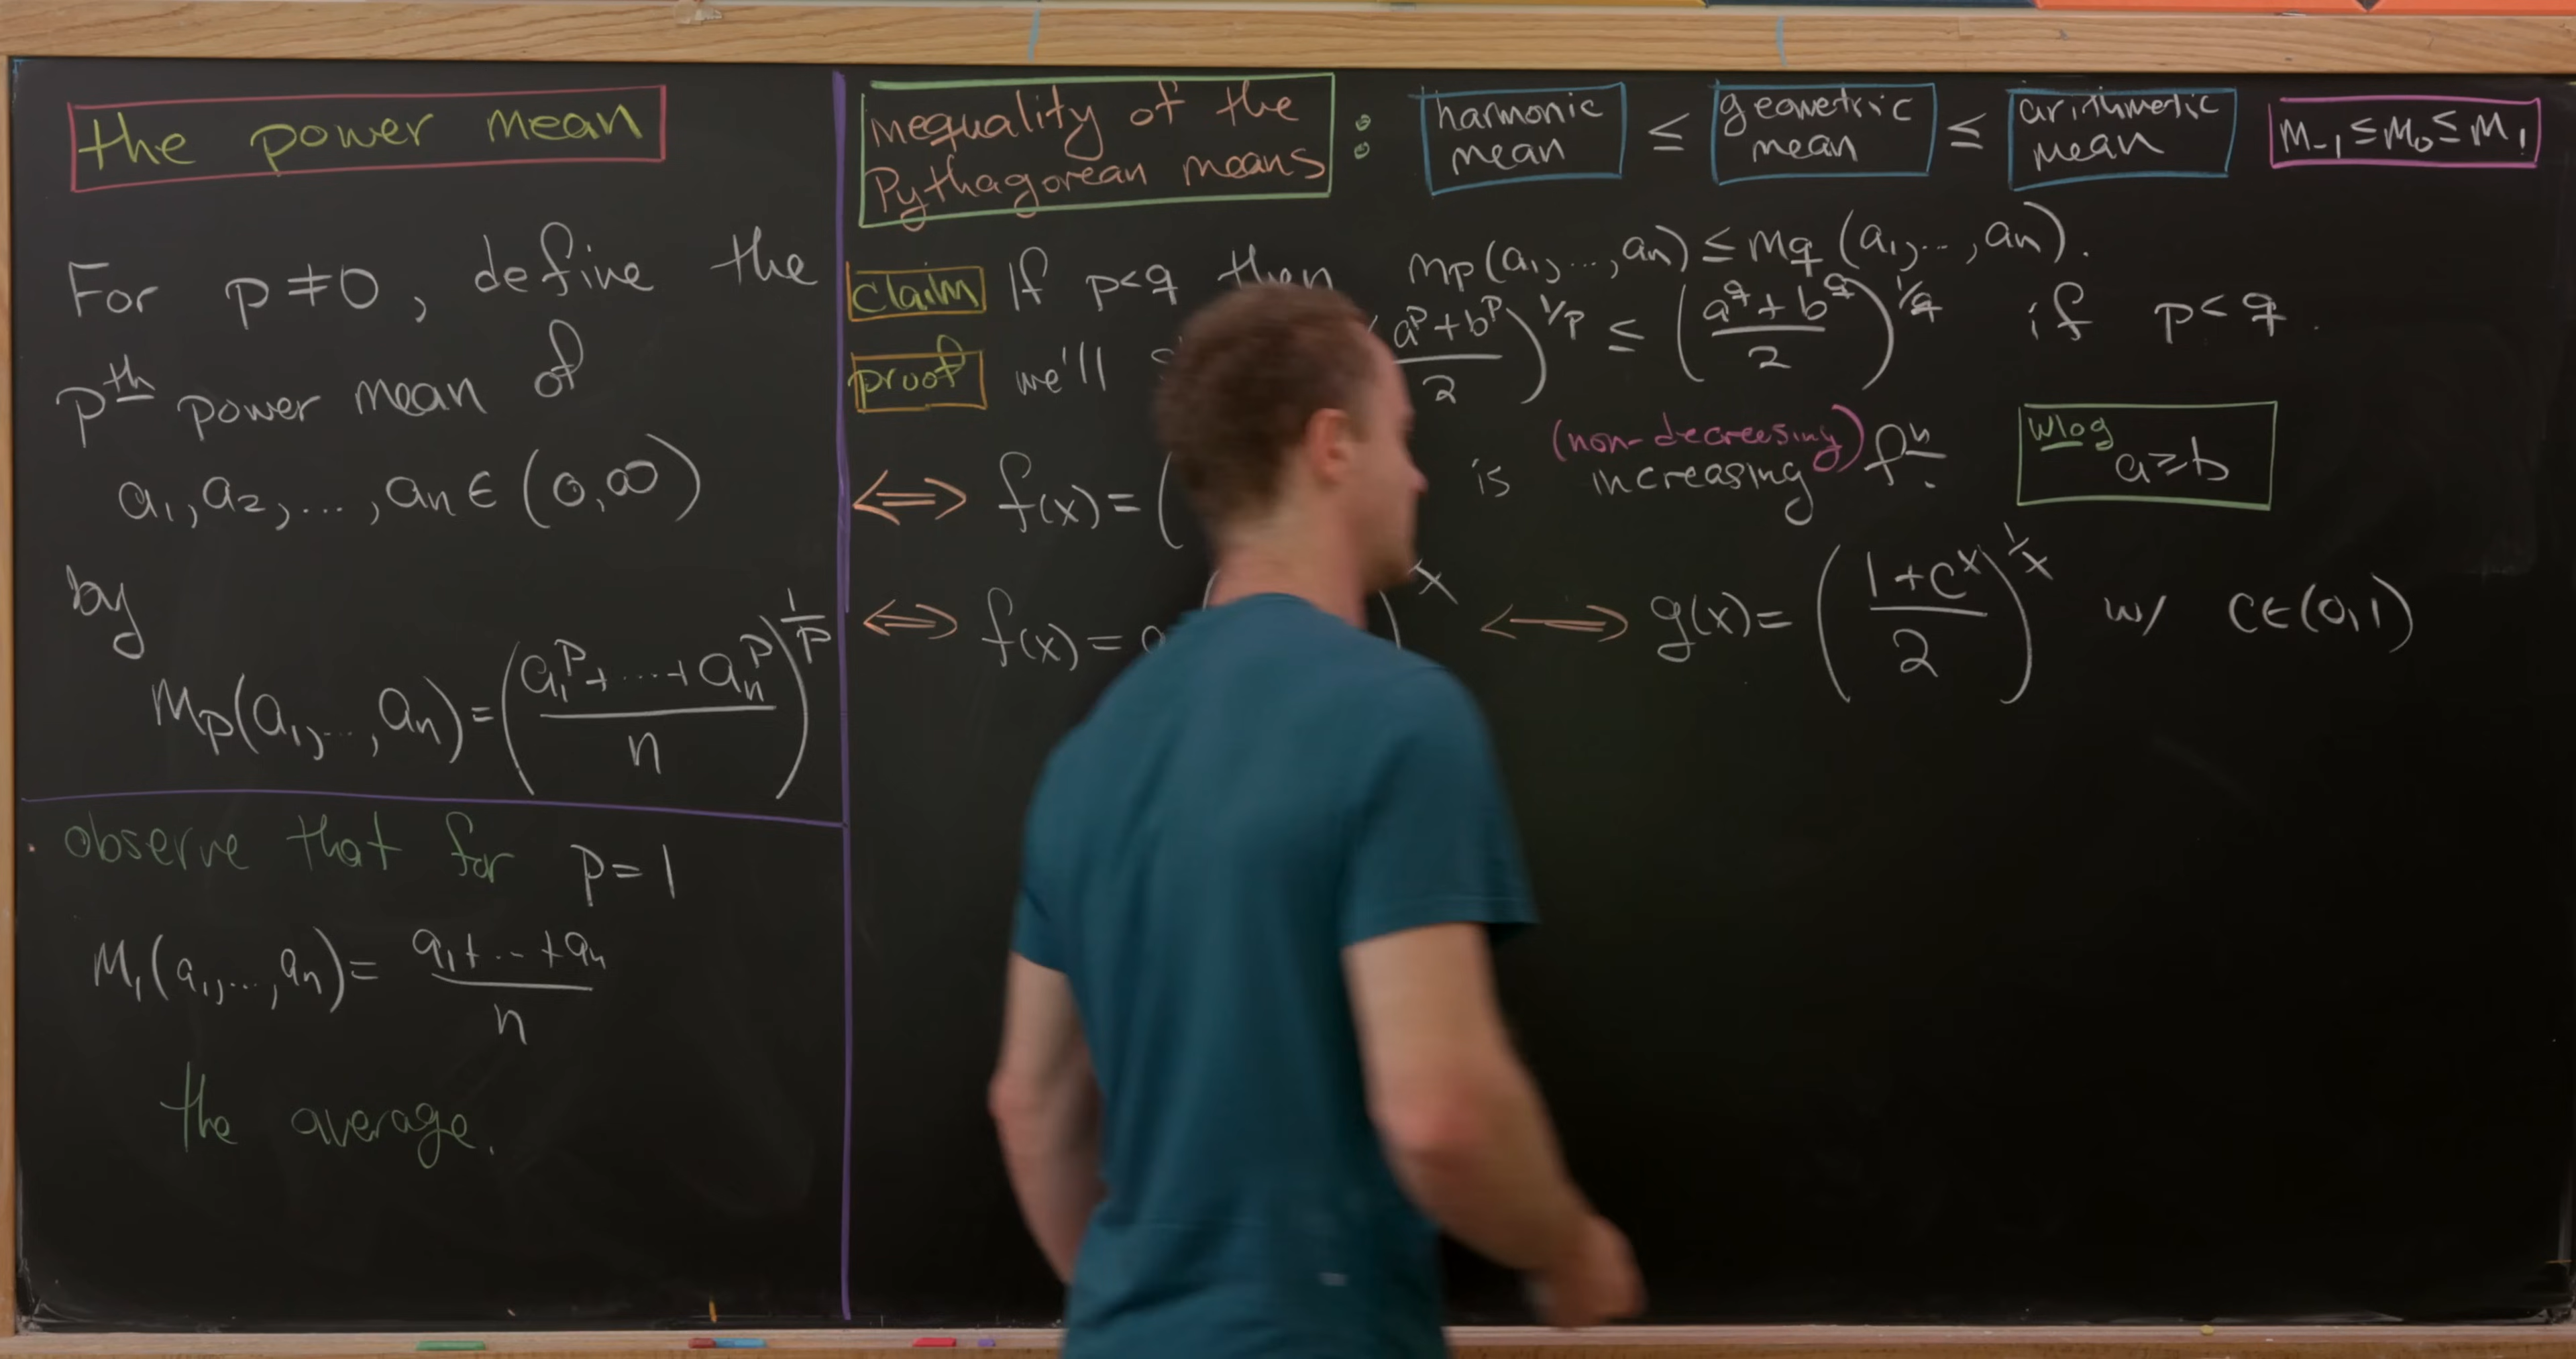 the power mean
For p≠0, define the
pth power mean of
a₁, a₂, ..., aₙ ∈ (0,∞)
by
Mp(a₁,...,aₙ) = ((a₁^p + ... + aₙ^p)/n)^(1/p)
observe that for p=1
M₁(a₁,...,aₙ) = (a₁+...+aₙ)/n
the average.
inequality of the
Pythagorean means :
harmonic mean ≤ geometric mean ≤ arithmetic mean
M₋₁ ≤ M₀ ≤ M₁
claim If p<q then Mp(a₁,...,aₙ) ≤ Mq(a₁,...,aₙ).
proof we'll ((a^p+b^p)/2)^(1/p) ≤ ((a^q+b^q)/2)^(1/q) if p<q.
(non-decreesing)
⟺ f(x) = ( is increasing fⁿ.
wlog a≥b
⟺ f(x) = ⟺ g(x) = ((1+c^x)/2)^(1/x) w/ c∈(0,1)